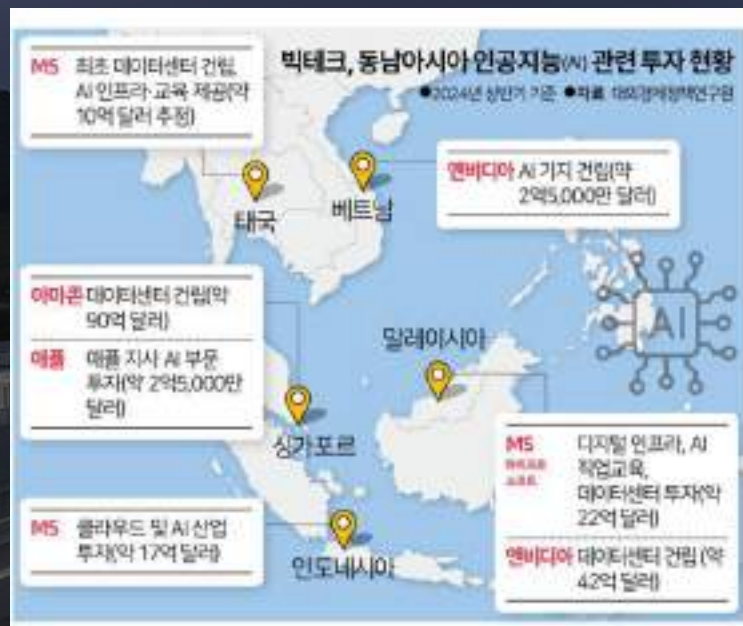 빅테크, 동남아시아 인공지능(AI) 관련 투자 현황
●2024년 상반기 기준 ●자료
MS 최초 데이터센터 건립,
AI 인프라·교육 제공(약
10억 달러 추정)
태국
베트남
엔비디아 AI 기지 건립(약
2억5,000만 달러)
아마존 데이터센터 건립(약
90억 달러)
애플 애플 지사 AI 부문
투자(약 2억5,000만
달러)
싱가포르
말레이시아
AI
MS 디지털 인프라, AI
직업교육,
데이터센터 투자(약
22억 달러)
엔비디아 데이터센터 건립 (약
42억 달러)
MS 클라우드 및 AI 산업
투자(약 17억 달러)
인도네시아